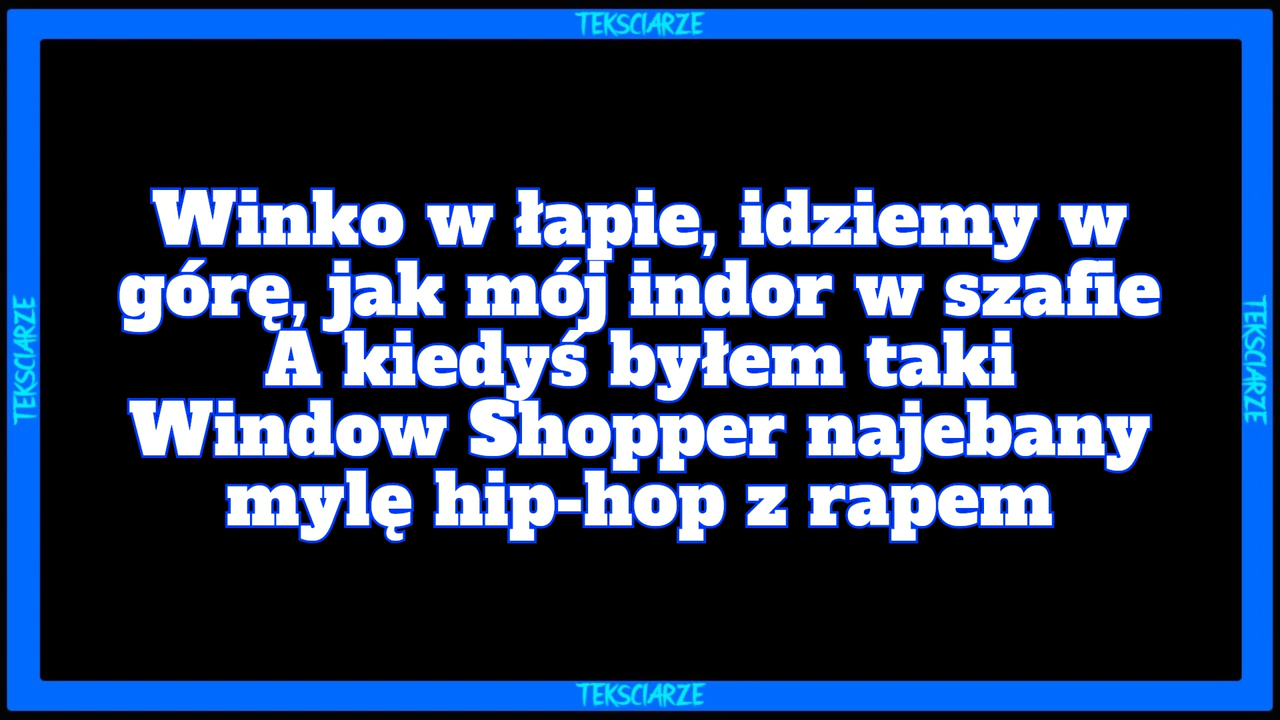 TEKSCIARZE
Winko w łapie, idziemy w
górę, jak mój indor w szafie
A kiedyś byłem taki
Window Shopper najebany
mylę hip-hop z rapem
TEKSCIARZE
TEKSCIARZE
TEKSCIARZE